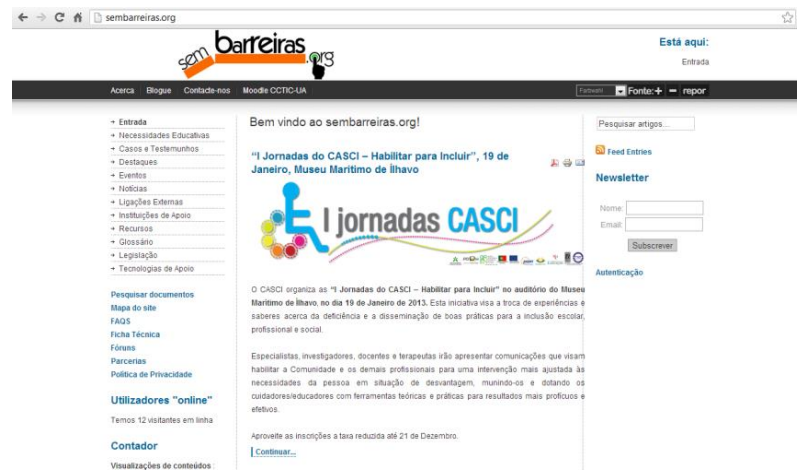 sembarreiras.org
sem barreiras.org
Está aqui:
Entrada
Acerca Blogue Contacte-nos Moodle CCTIC-UA
Fonte: + - repor
Entrada
Necessidades Educativas
Casos e Testemunhos
Destaques
Eventos
Notícias
Ligações Externas
Instituições de Apoio
Recursos
Glossário
Legislação
Tecnologias de Apoio
Pesquisar documentos
Mapa do site
FAQS
Ficha Técnica
Fóruns
Parcerias
Política de Privacidade
Utilizadores "online"
Temos 12 visitantes em linha
Contador
Visualizações de conteúdos
Bem vindo ao sembarreiras.org!
“I Jornadas do CASCI – Habilitar para Incluir”, 19 de
Janeiro, Museu Marítimo de Ílhavo
I jornadas CASCI
O CASCI organiza as “I Jornadas do CASCI – Habilitar para Incluir” no auditório do Museu
Marítimo de Ílhavo, no dia 19 de Janeiro de 2013. Esta iniciativa visa a troca de experiências e
saberes acerca da deficiência e a disseminação de boas práticas para a inclusão escolar,
profissional e social.
Especialistas, investigadores, docentes e terapeutas irão apresentar comunicações que visam
habilitar a Comunidade e os demais profissionais para uma intervenção mais ajustada às
necessidades da pessoa em situação de desvantagem, munindo-os e dotando os
cuidadores/educadores com ferramentas teóricas e práticas para resultados mais profícuos e
efetivos.
Aproveite as inscrições a taxa reduzida até 21 de Dezembro.
Continuar...
Pesquisar artigos...
Feed Entries
Newsletter
Nome:
Email:
Subscrever
Autenticação